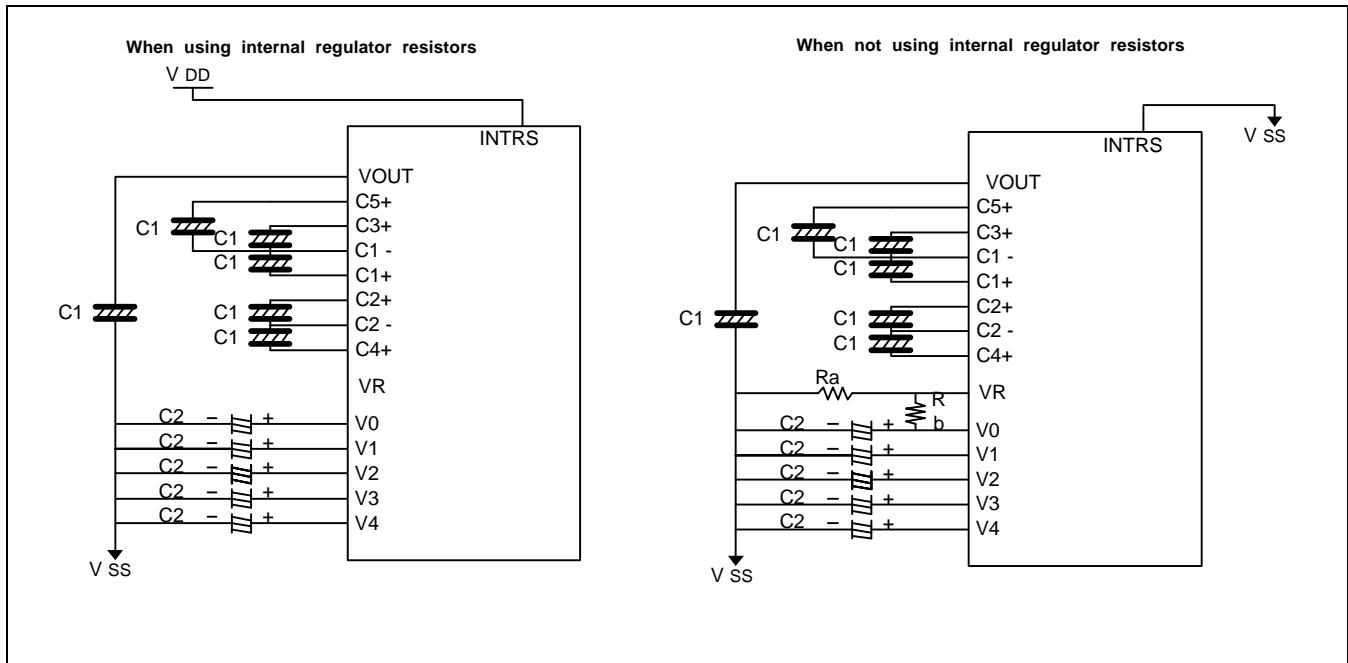 When using internal regulator resistors
V DD
INTRS
VOUT
C5+
C1
C3+
C1
C1 -
C1
C1+
C2+
C1
C1
C2 -
C1
C4+
VR
C2 − + V0
C2 − + V1
C2 − + V2
C2 − + V3
C2 − + V4
V SS
When not using internal regulator resistors
INTRS
V SS
VOUT
C5+
C1
C3+
C1
C1 -
C1
C1+
C2+
C1
C1
C2 -
C1
C4+
Ra
VR
R
b
C2 − + V0
C2 − + V1
C2 − + V2
C2 − + V3
C2 − + V4
V SS